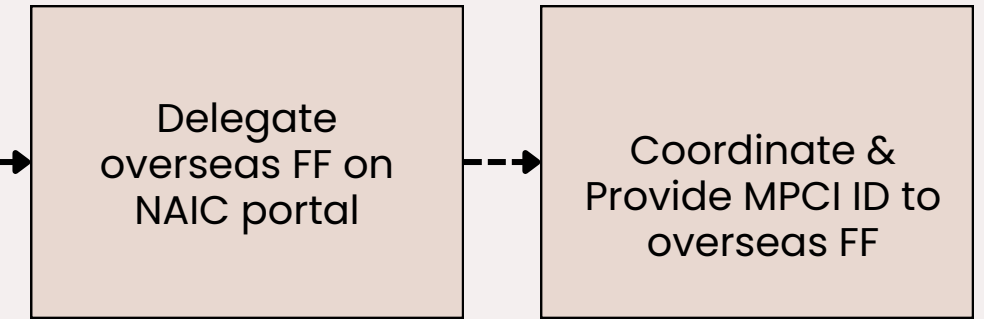 Delegate
overseas FF on
NAIC portal
Coordinate &
Provide MPCI ID to
overseas FF